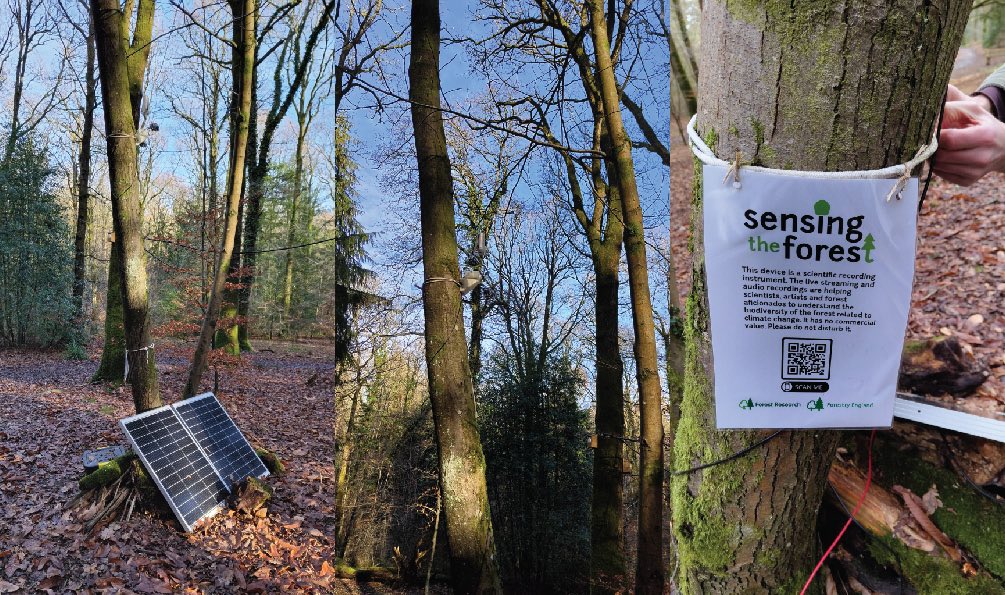 sensing
the forest
This device is a scientific recording
instrument. The live streaming and
audio recordings are helping
scientists, artists and forest
aficionados to understand the
biodiversity of the forest related to
climate change. It has no commercial
value. Please do not disturb it.
SCAN ME
Forest Research Forestry England